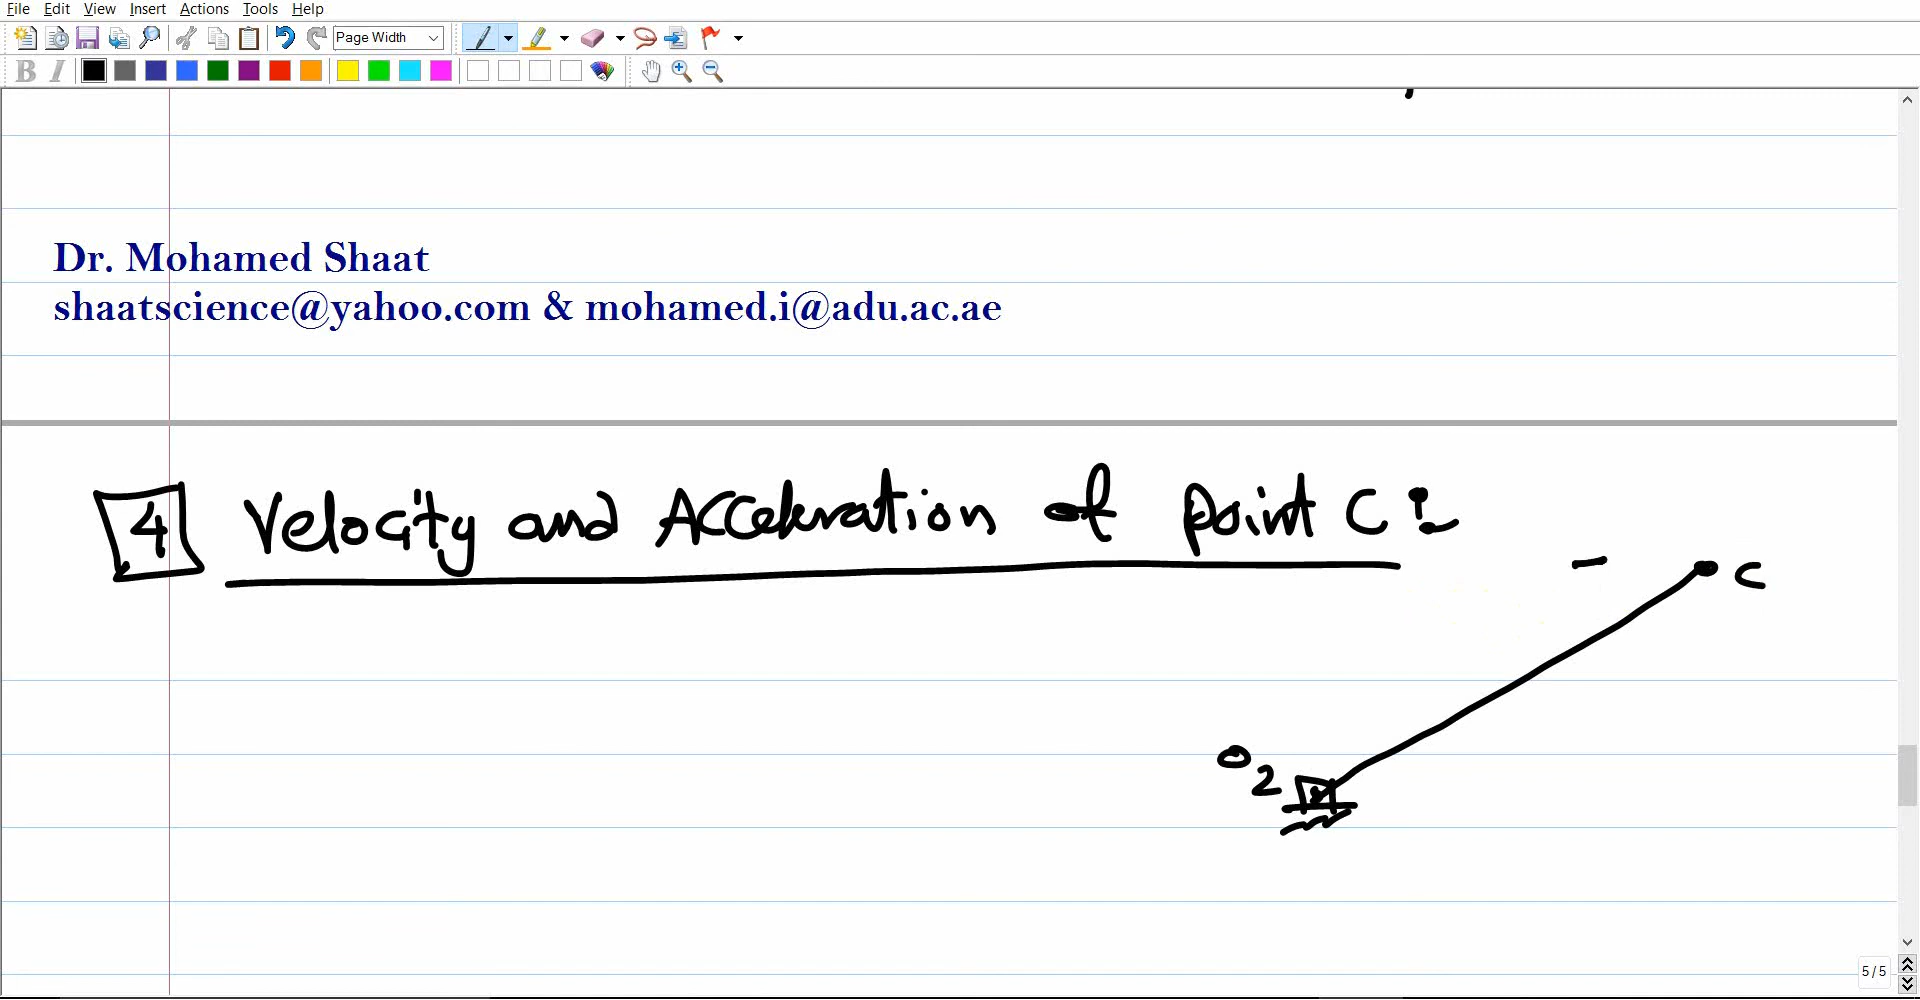 File Edit View Insert Actions Tools Help
Page Width
B I
Dr. Mohamed Shaat
shaatscience@yahoo.com & mohamed.i@adu.ac.ae
4 Velocity and Acceleration of point C :-
C
O2
5/5